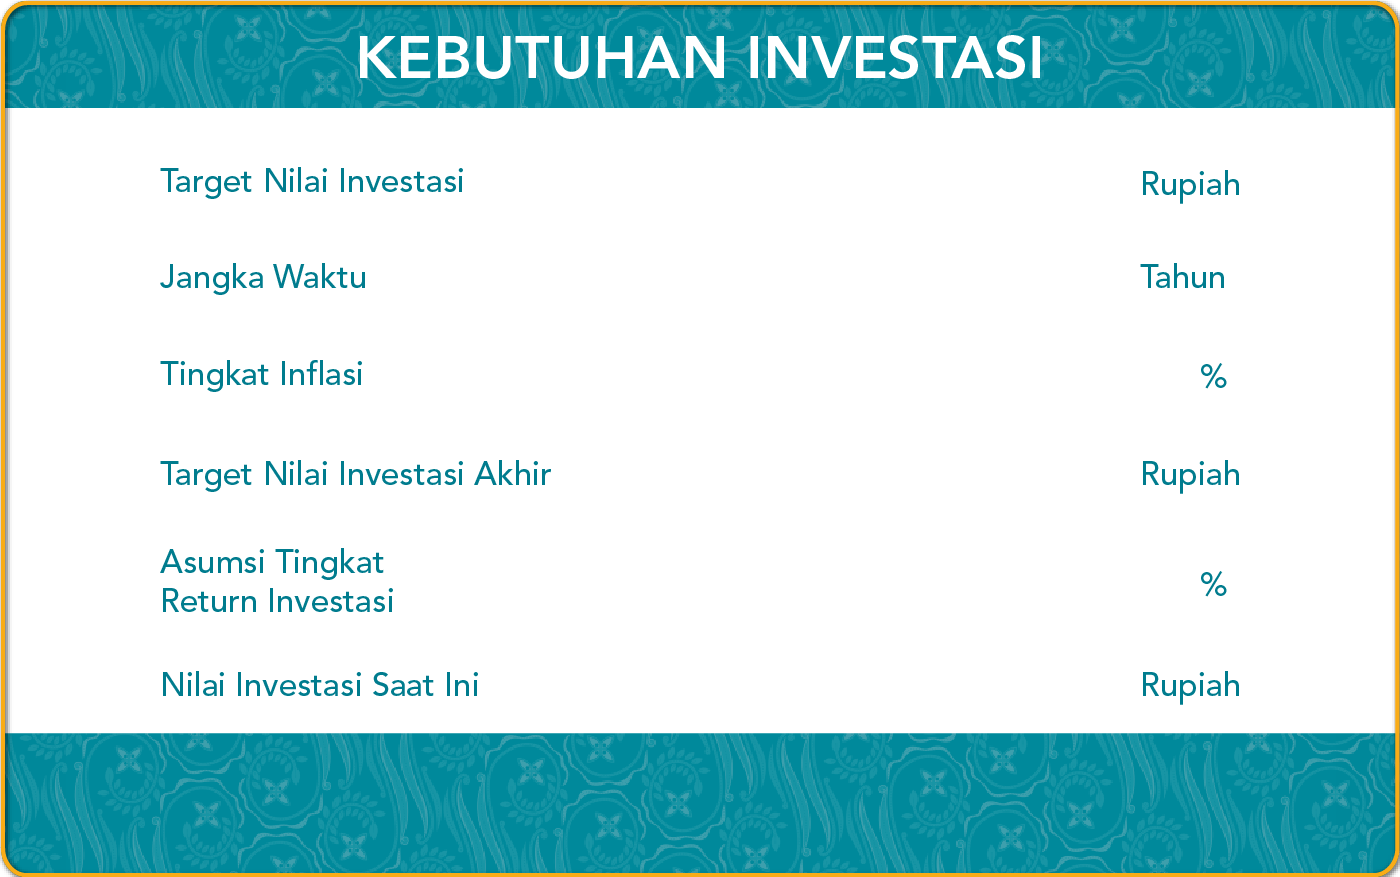 KEBUTUHAN INVESTASI
Target Nilai Investasi Rupiah
Jangka Waktu Tahun
Tingkat Inflasi %
Target Nilai Investasi Akhir Rupiah
Asumsi Tingkat
Return Investasi %
Nilai Investasi Saat Ini Rupiah